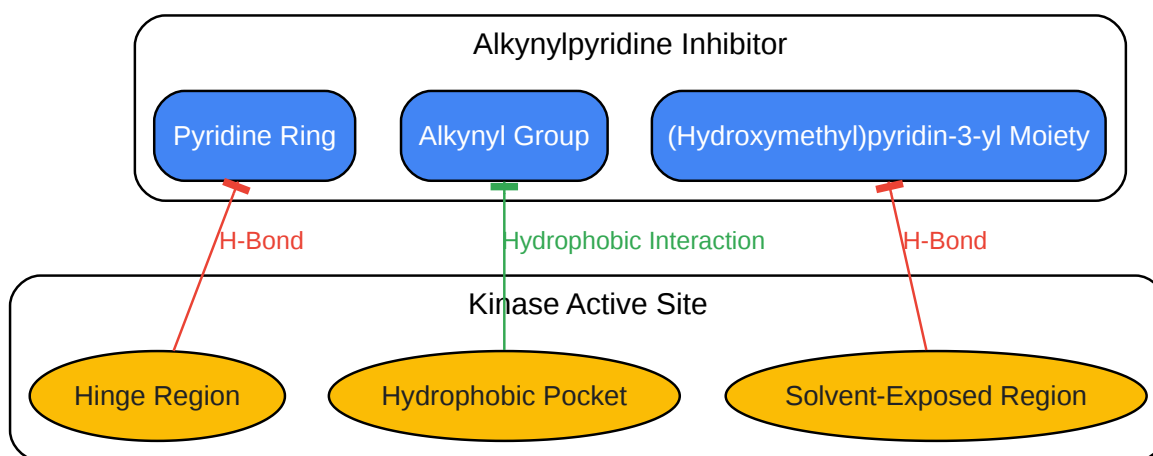 Alkynylpyridine Inhibitor
Pyridine Ring
Alkynyl Group
(Hydroxymethyl)pyridin-3-yl Moiety
H-Bond
Hydrophobic Interaction
H-Bond
Kinase Active Site
Hinge Region
Hydrophobic Pocket
Solvent-Exposed Region